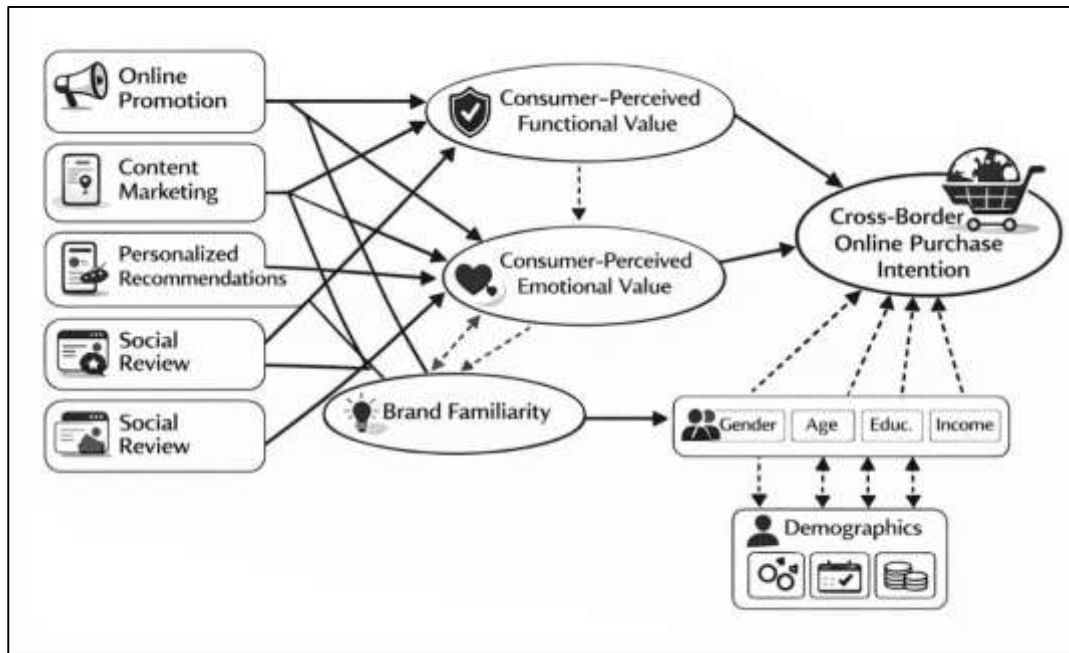 Online
Promotion
Content
Marketing
Personalized
Recommendations
Social
Review
Social
Review
Consumer-Perceived
Functional Value
Consumer-Perceived
Emotional Value
Brand Familiarity
Cross-Border
Online Purchase
Intention
Gender
Age
Educ.
Income
Demographics